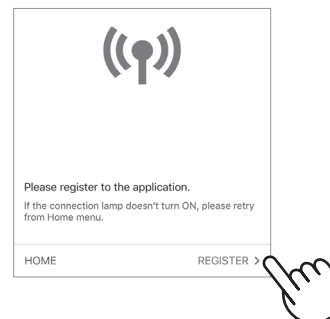 Please register to the application.
If the connection lamp doesn't turn ON, please retry
from Home menu.
HOME
REGISTER >